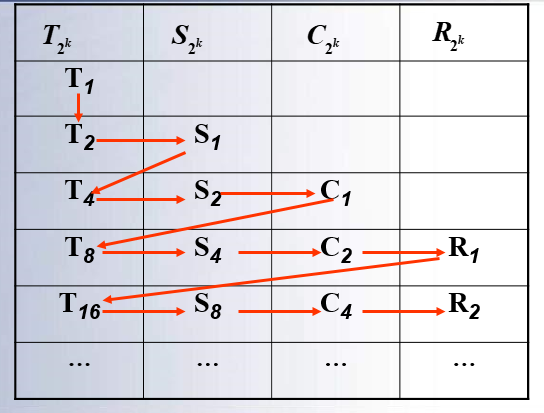 T_{2^k} S_{2^k} C_{2^k} R_{2^k}
T_1
T_2 S_1
T_4 S_2 C_1
T_8 S_4 C_2 R_1
T_{16} S_8 C_4 R_2
… … … …